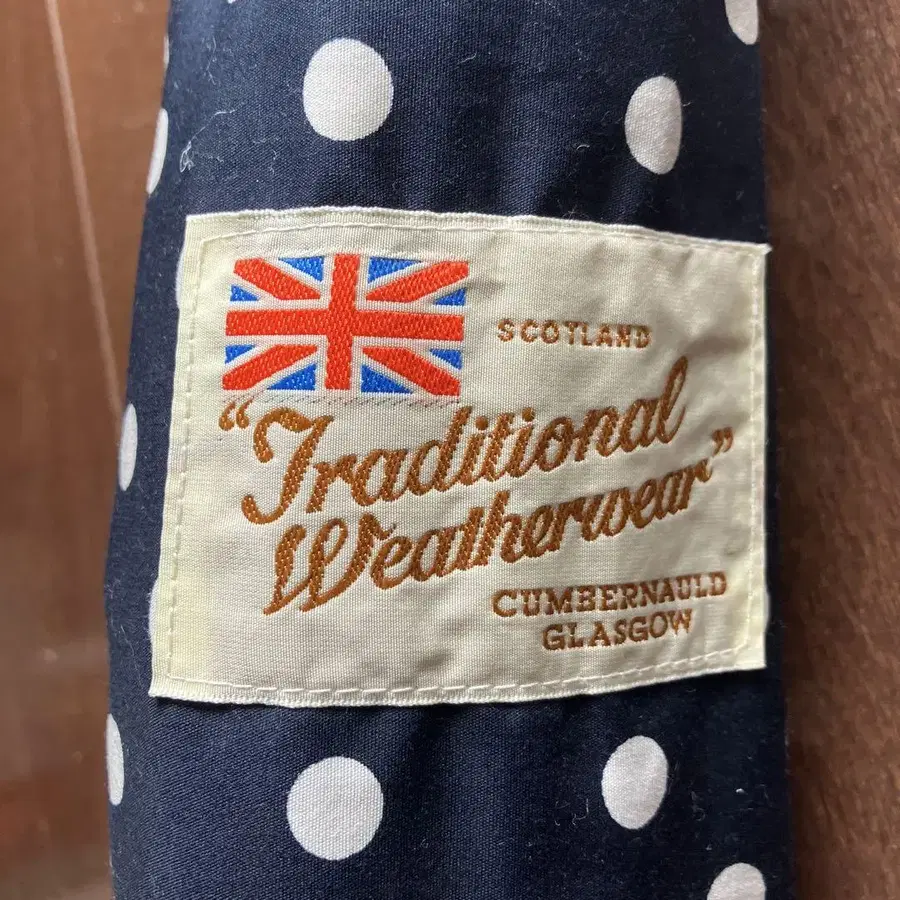 SCOTLAND
“Traditional
Weatherwear”
CUMBERNAULD
GLASGOW